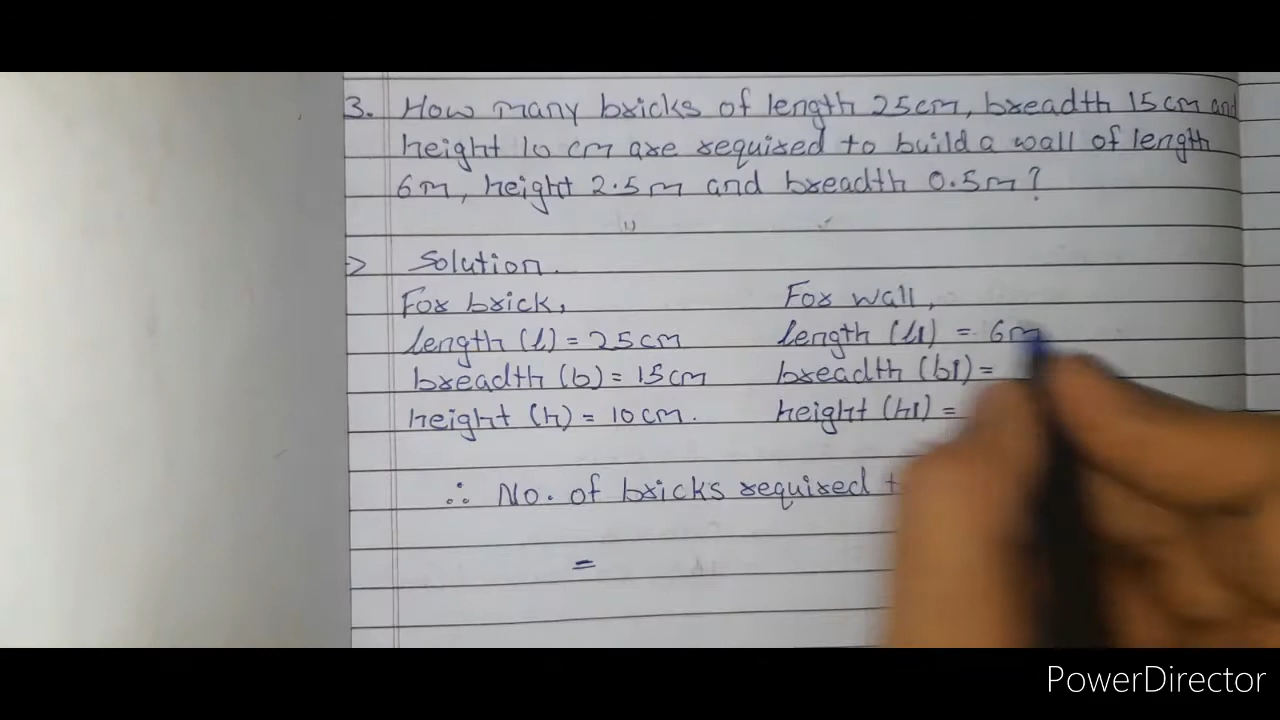 3. How many bricks of length 25cm, breadth 15cm and
height 10 cm are required to build a wall of length
6m, height 2.5m and breadth 0.5m?
→ Solution.
For brick, For wall,
length (l) = 25cm length (l1) = 6m
breadth (b) = 15cm breadth (b1) =
height (h) = 10cm. height (h1) =
∴ No. of bricks required
=
PowerDirector